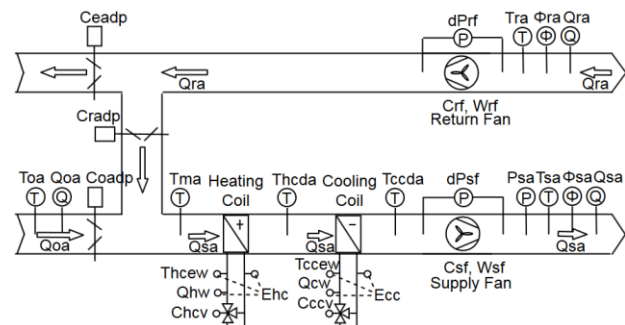 Ceadp
dPrf
P
Tra Φra Qra
T Φ Q
Qra
Qra
Crf, Wrf
Return Fan
Cradp
Toa Qoa Coadp
T Q
Qoa
Tma
T
Heating
Coil
+
Thcda
T
Cooling
Coil
-
Tccda
T
dPsf
P
Psa Tsa Φsa Qsa
P T Φ Q
Qsa
Qsa
Qsa
Csf, Wsf
Supply Fan
Thcew
Qhw
Chcv
Ehc
Tccew
Qcw
Cccv
Ecc